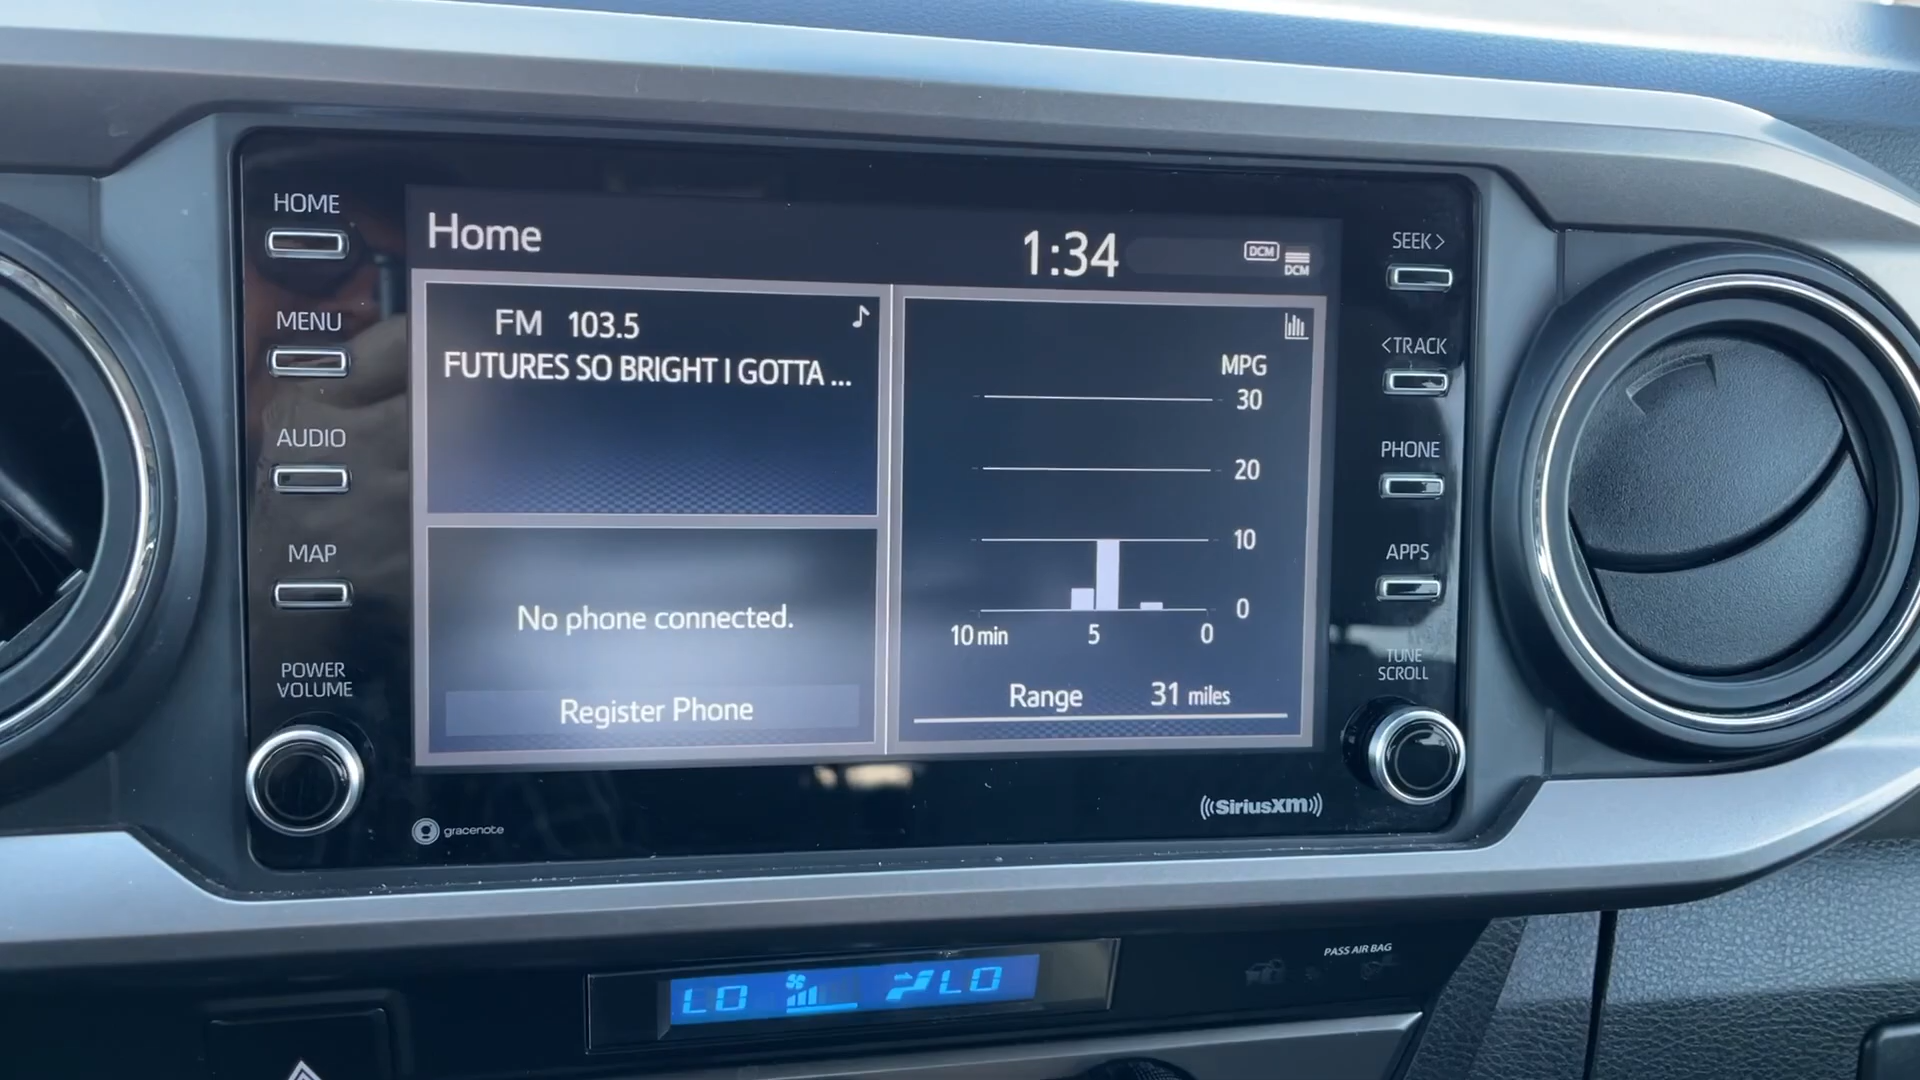 HOME
MENU
AUDIO
MAP
POWER
VOLUME
Home
1:34
DCM
DCM
FM 103.5
FUTURES SO BRIGHT I GOTTA ...
No phone connected.
Register Phone
MPG
30
20
10
0
10 min 5 0
Range 31 miles
SEEK>
<TRACK
PHONE
APPS
TUNE
SCROLL
gracenote
SiriusXM
LO LO
PASS AIR BAG